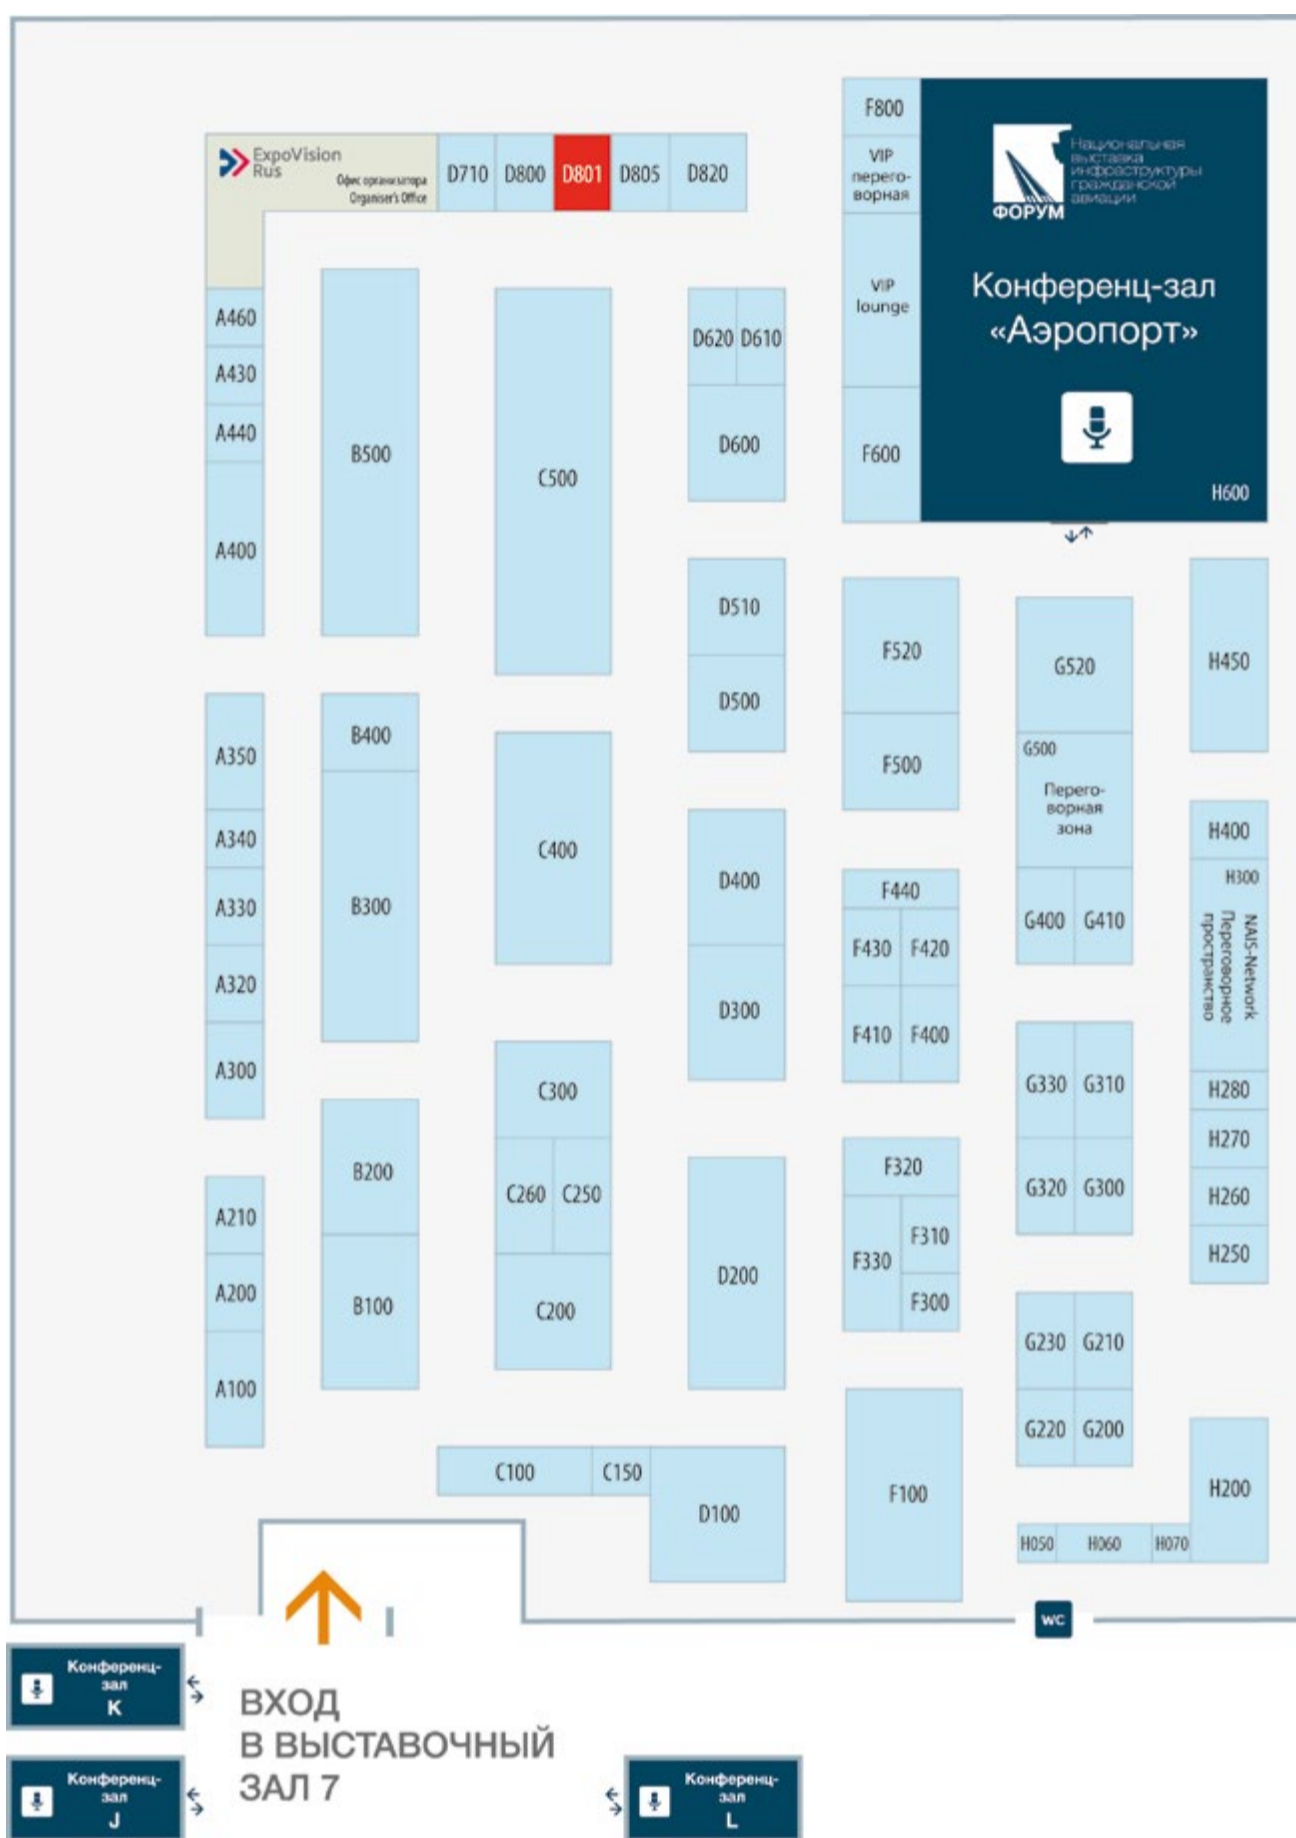 F800
VIP
перего-
ворная
VIP
lounge
F600
Национальная
выставка
инфраструктуры
гражданской
авиации
ФОРУМ
Конференц-зал
«Аэропорт»
H600
ExpoVision
Rus
Офис организатора
Organiser's Office
D710
D800
D801
D805
D820
A460
A430
A440
A400
B500
C500
D620
D610
D600
D510
D500
F520
F500
G520
G500
Перего-
ворная
зона
G400
G410
H450
H400
H300
NAIS-Network
Переговорное
пространство
H280
H270
H260
H250
A350
A340
A330
A320
A300
B400
B300
C400
D400
D300
F440
F430
F420
F410
F400
G330
G310
G320
G300
A210
A200
A100
B200
B100
C300
C260
C250
C200
D200
F320
F330
F310
F300
G230
G210
G220
G200
C100
C150
D100
F100
H200
H050
H060
H070
WC
Конференц-
зал
K
ВХОД
В ВЫСТАВОЧНЫЙ
ЗАЛ 7
Конференц-
зал
J
Конференц-
зал
L